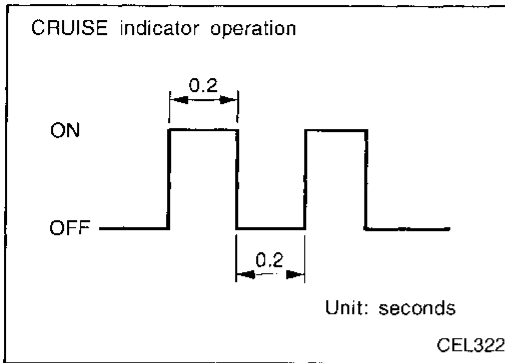 CRUISE indicator operation
0.2
ON
OFF
0.2
Unit: seconds
CEL322